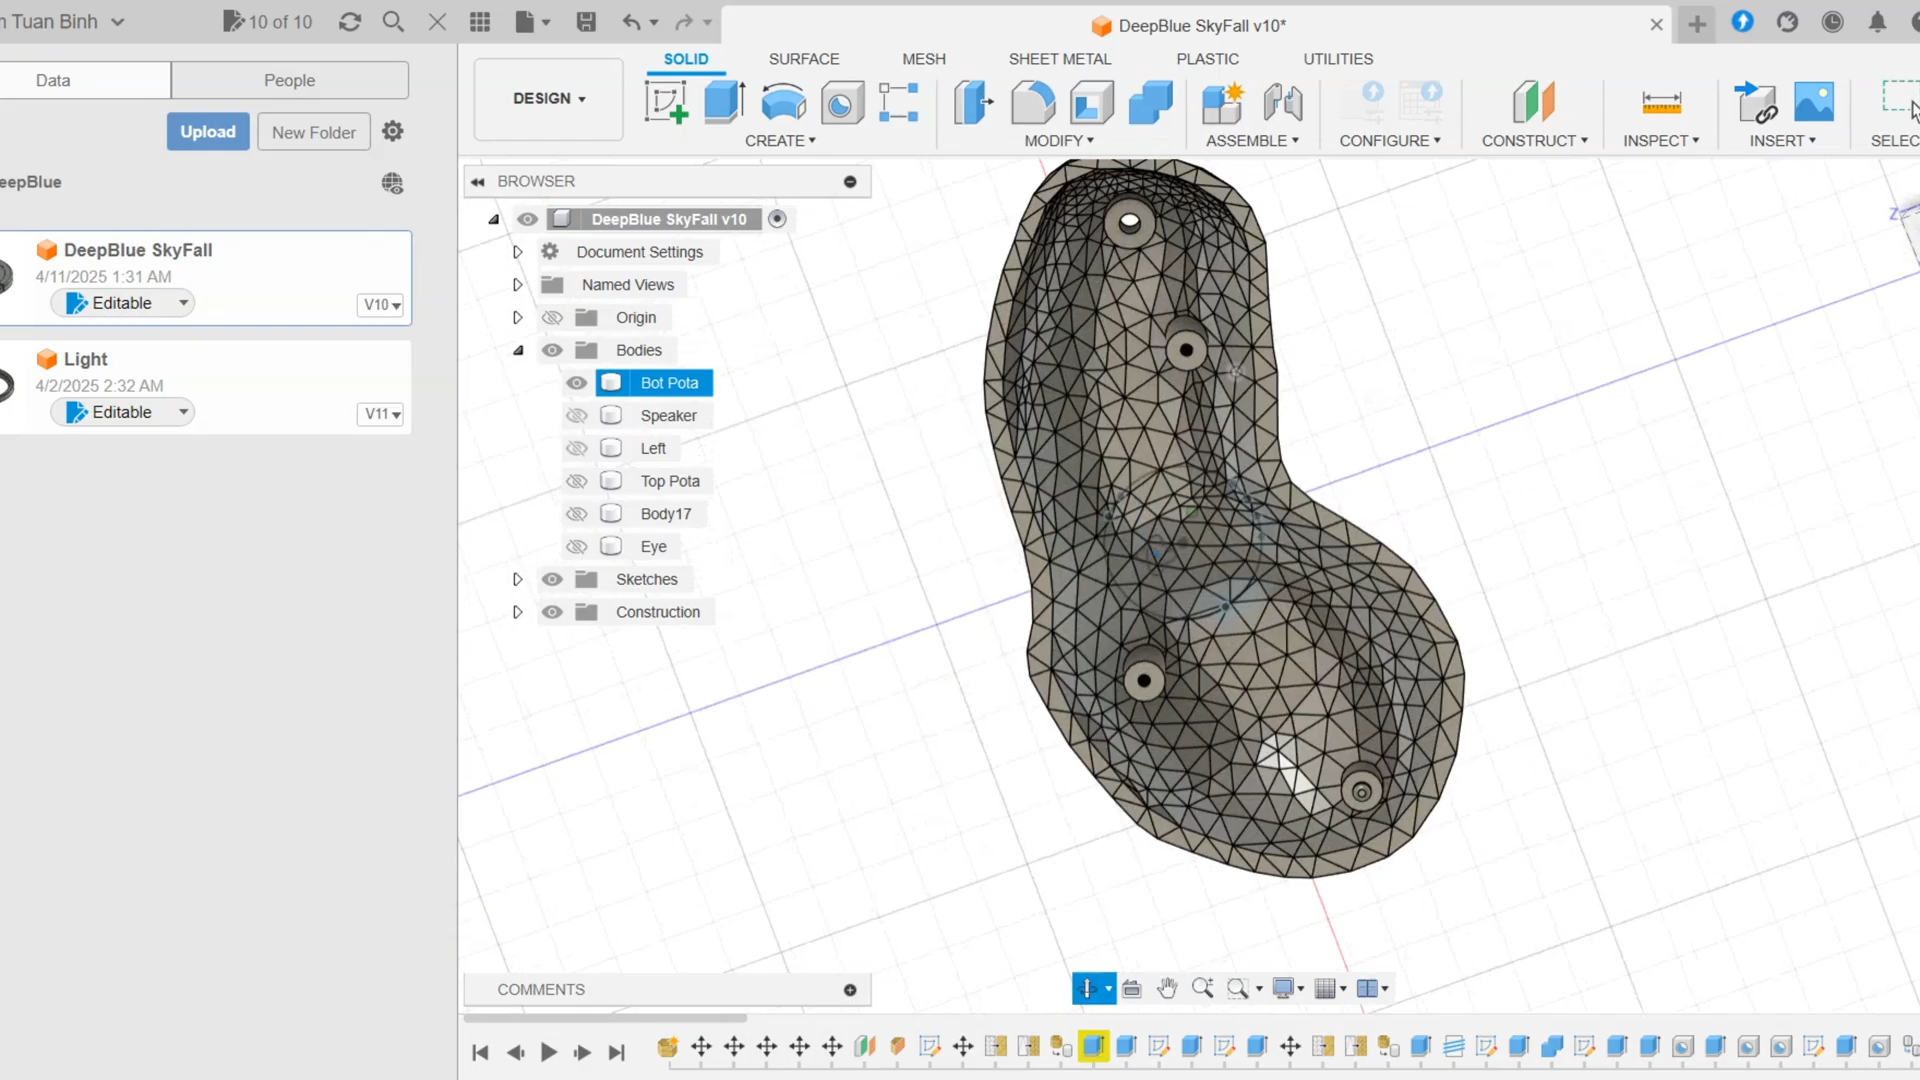 n Tuan Binh
10 of 10
DeepBlue SkyFall v10*
Data
People
SOLID
SURFACE
MESH
SHEET METAL
PLASTIC
UTILITIES
DESIGN
Upload
New Folder
CREATE
MODIFY
ASSEMBLE
CONFIGURE
CONSTRUCT
INSPECT
INSERT
SELEC
eepBlue
BROWSER
DeepBlue SkyFall v10
Z
DeepBlue SkyFall
4/11/2025 1:31 AM
Editable
V10
Document Settings
Named Views
Origin
Bodies
Light
4/2/2025 2:32 AM
Editable
V11
Bot Pota
Speaker
Left
Top Pota
Body17
Eye
Sketches
Construction
COMMENTS